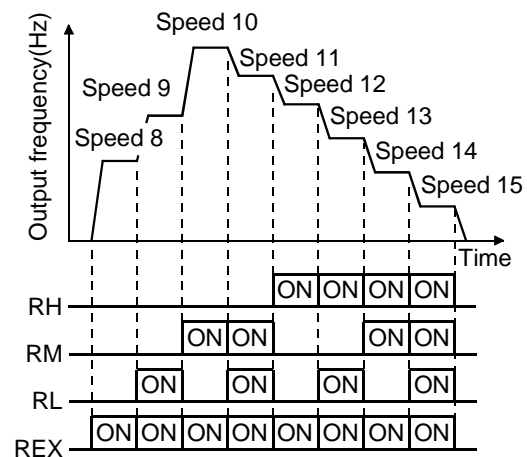 Output frequency(Hz)
Speed 10
Speed 11
Speed 9
Speed 12
Speed 13
Speed 8
Speed 14
Speed 15
Time
RH ON ON ON ON
RM ON ON ON ON
RL ON ON ON ON
REX ON ON ON ON ON ON ON ON